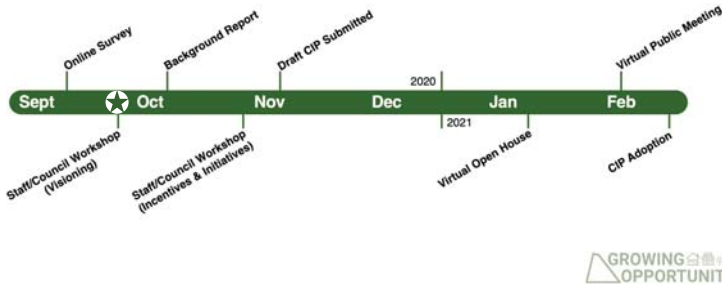 Online Survey
Background Report
Draft CIP Submitted
Virtual Public Meeting
2020
Sept
Oct
Nov
Dec
Jan
Feb
2021
Staff/Council Workshop
(Visioning)
Staff/Council Workshop
(Incentives & Initiatives)
Virtual Open House
CIP Adoption
GROWING
OPPORTUNIT